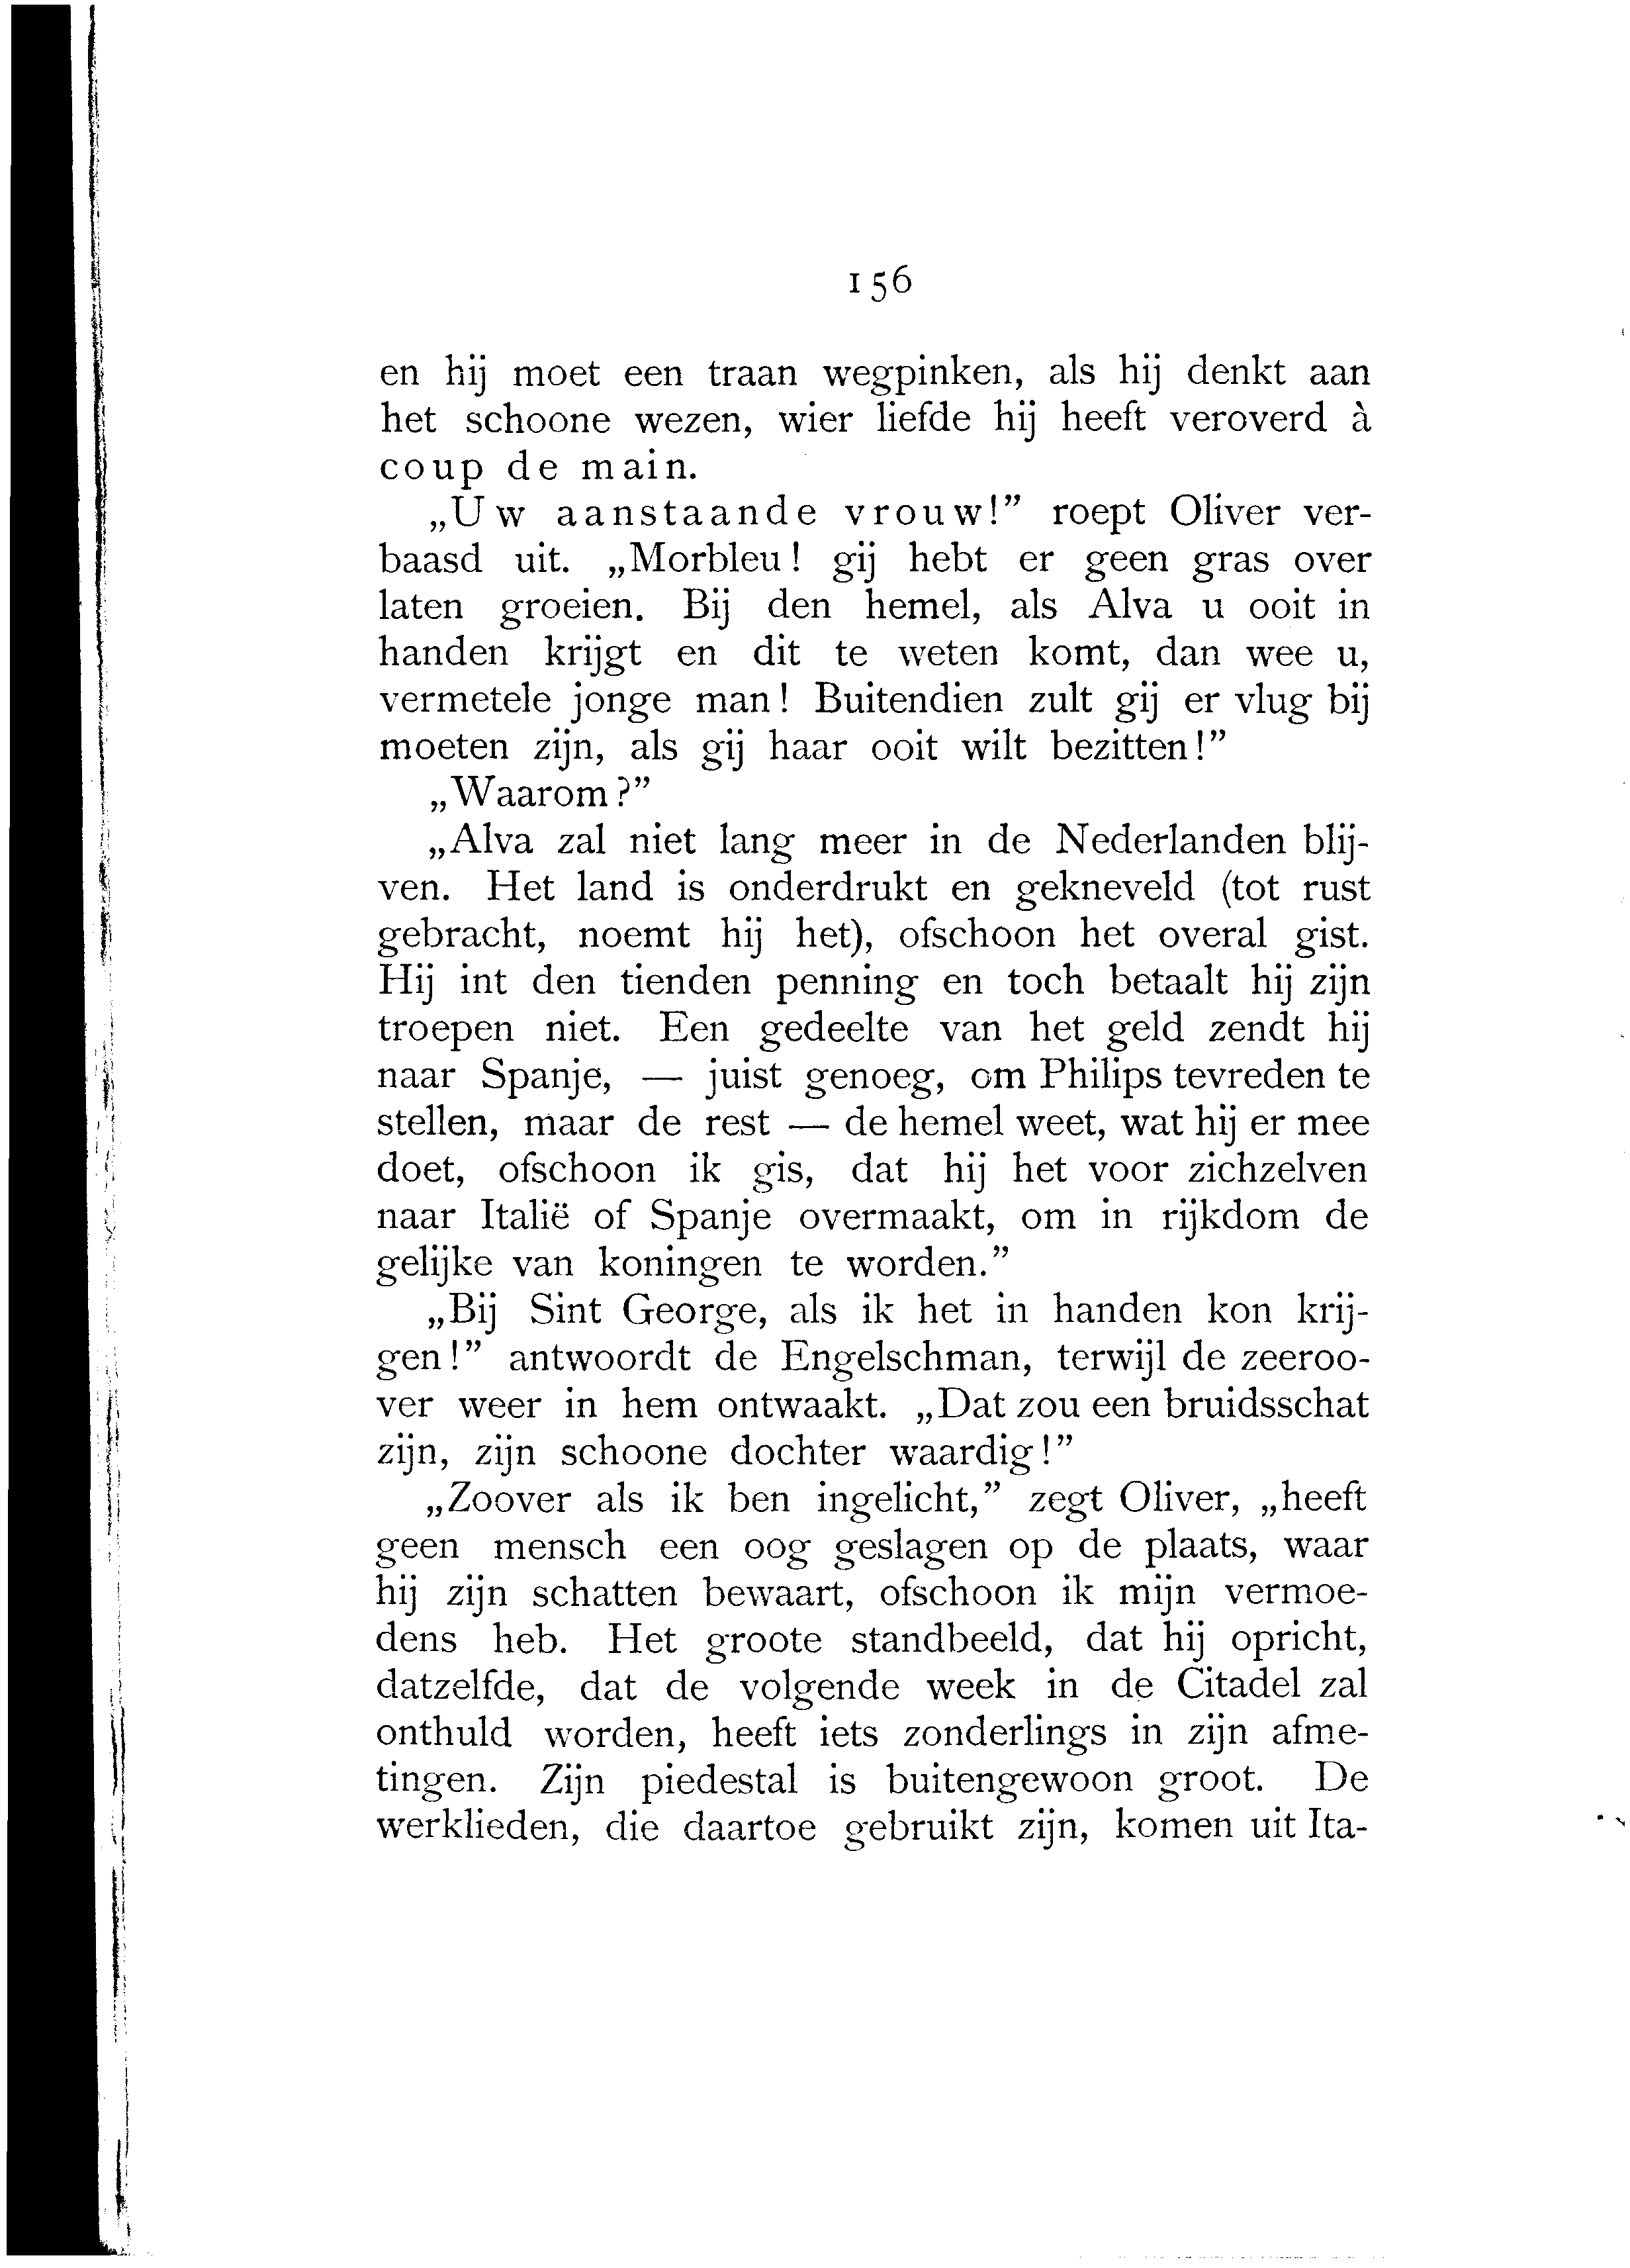 156
en hij moet een traan wegpinken, als hij denkt aan
het schoone wezen, wier liefde hij heeft veroverd à
coup de main.
„Uw aanstaande vrouw!” roept Oliver ver-
baasd uit. „Morbleu! gij hebt er geen gras over
laten groeien. Bij den hemel, als Alva u ooit in
handen krijgt en dit te weten komt, dan wee u,
vermetele jonge man! Buitendien zult gij er vlug bij
moeten zijn, als gij haar ooit wilt bezitten!”
„Waarom?”
„Alva zal niet lang meer in de Nederlanden blij-
ven. Het land is onderdrukt en gekneveld (tot rust
gebracht, noemt hij het), ofschoon het overal gist.
Hij int den tienden penning en toch betaalt hij zijn
troepen niet. Een gedeelte van het geld zendt hij
naar Spanje, — juist genoeg, om Philips tevreden te
stellen, maar de rest — de hemel weet, wat hij er mee
doet, ofschoon ik gis, dat hij het voor zichzelven
naar Italië of Spanje overmaakt, om in rijkdom de
gelijke van koningen te worden.”
„Bij Sint George, als ik het in handen kon krij-
gen!” antwoordt de Engelschman, terwijl de zeeroo-
ver weer in hem ontwaakt. „Dat zou een bruidsschat
zijn, zijn schoone dochter waardig!”
„Zoover als ik ben ingelicht,” zegt Oliver, „heeft
geen mensch een oog geslagen op de plaats, waar
hij zijn schatten bewaart, ofschoon ik mijn vermoe-
dens heb. Het groote standbeeld, dat hij opricht,
datzelfde, dat de volgende week in de Citadel zal
onthuld worden, heeft iets zonderlings in zijn afme-
tingen. Zijn piedestal is buitengewoon groot. De
werklieden, die daartoe gebruikt zijn, komen uit Ita-